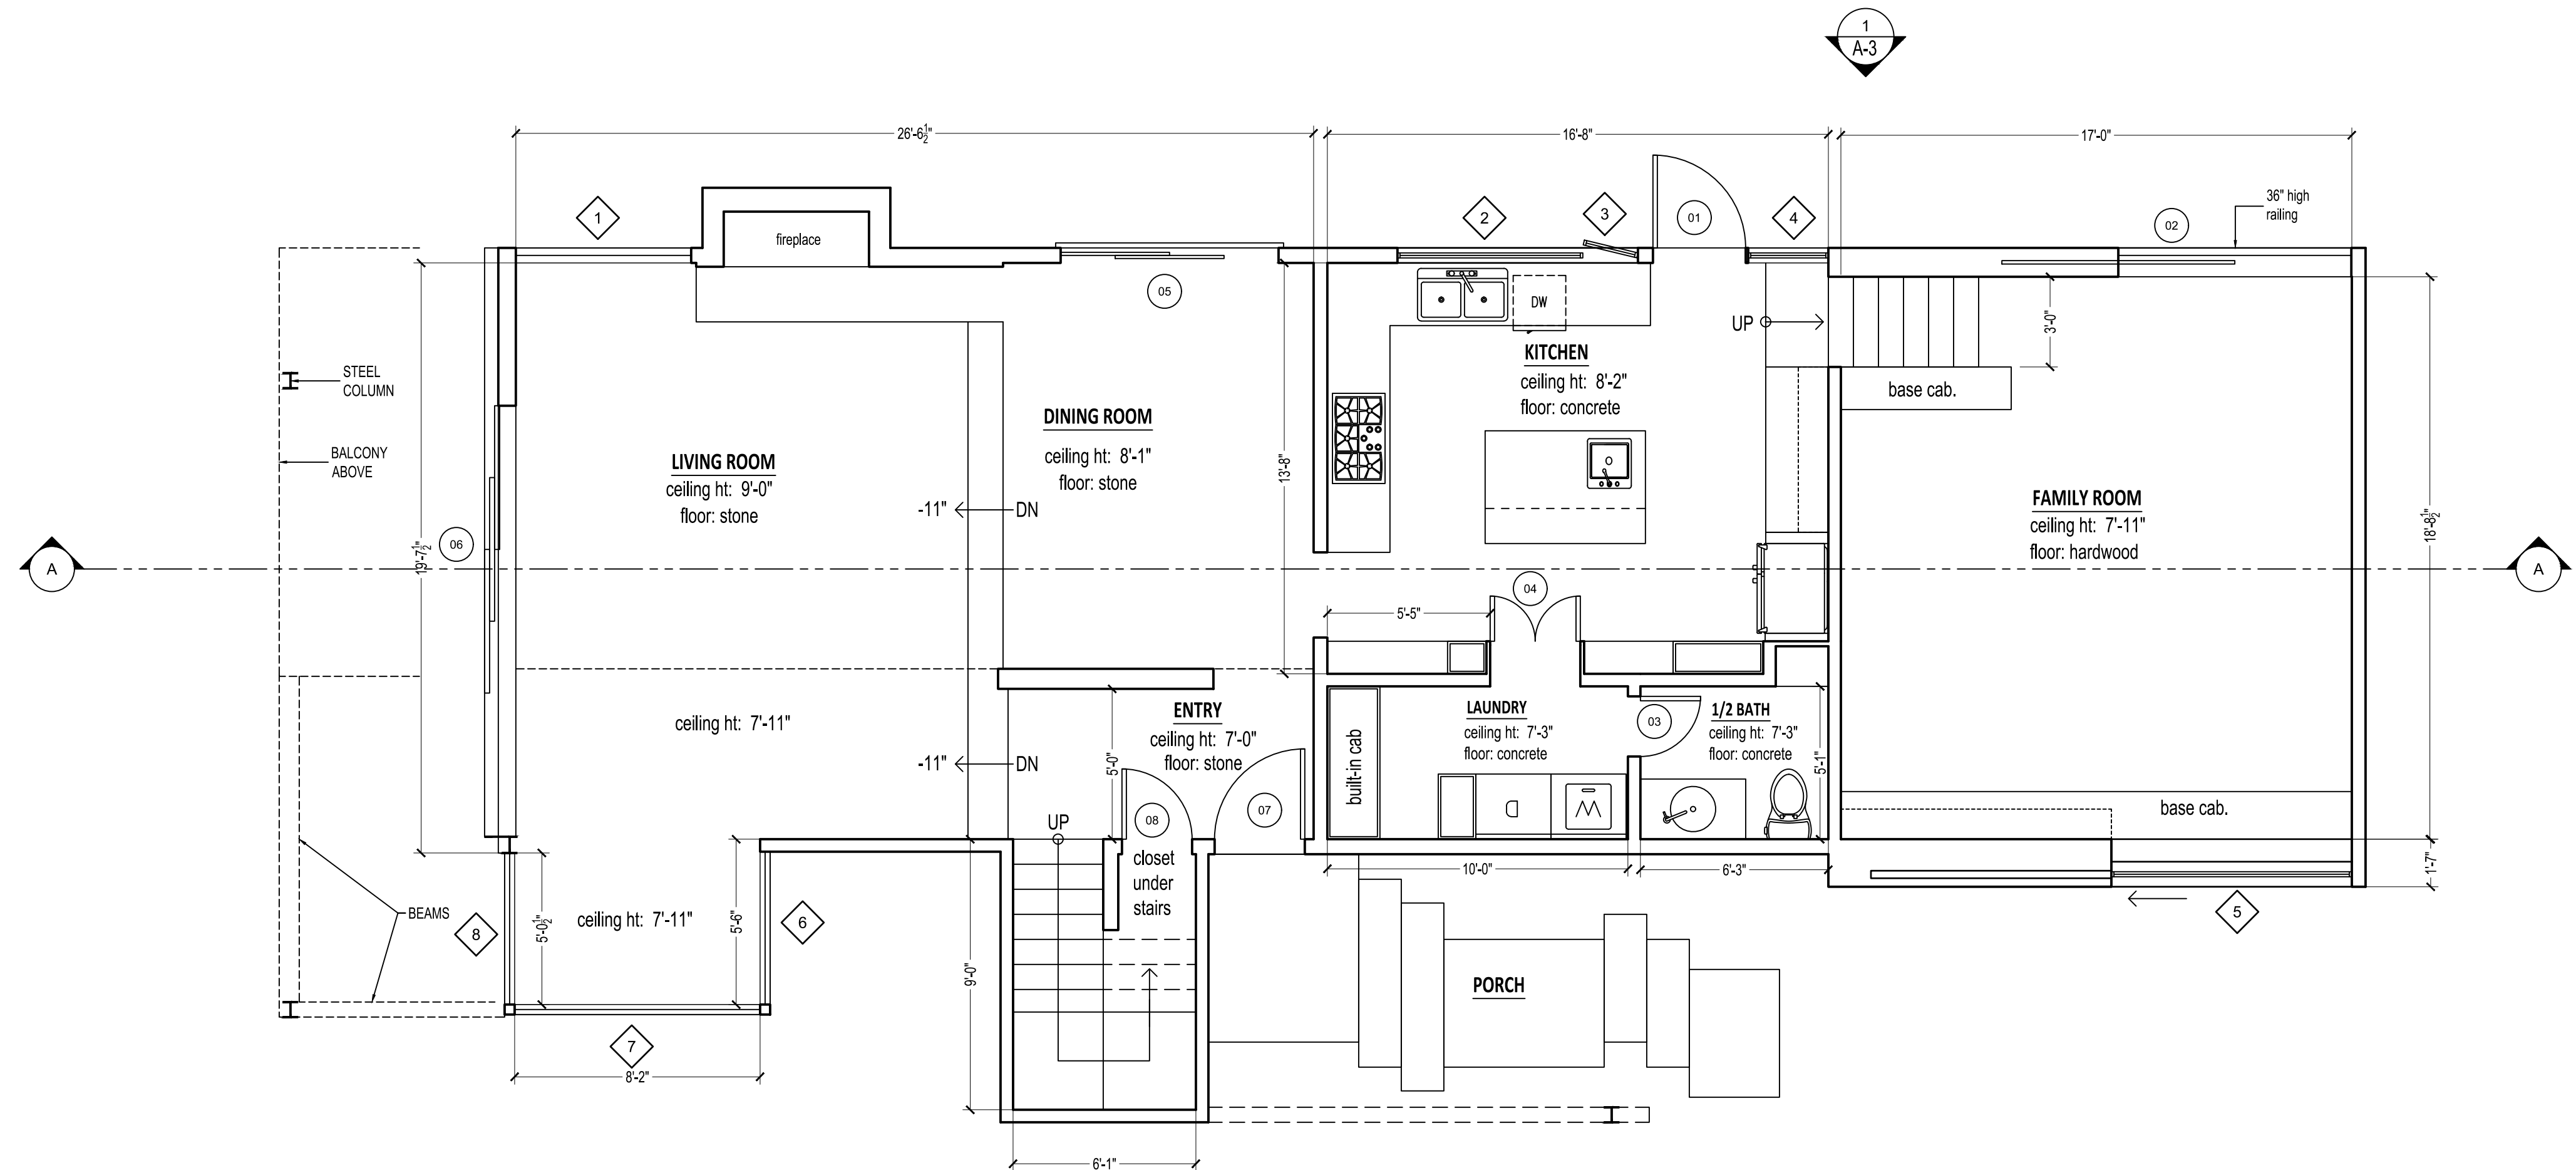 1
A-3
26'-6½"
16'-8"
17'-0"
1
fireplace
2
3
01
4
02
36" high
railing
05
DW
UP
3'-0"
STEEL
COLUMN
BALCONY
ABOVE
KITCHEN
ceiling ht: 8'-2"
floor: concrete
base cab.
DINING ROOM
ceiling ht: 8'-1"
floor: stone
LIVING ROOM
ceiling ht: 9'-0"
floor: stone
13'-8"
-11"
DN
FAMILY ROOM
ceiling ht: 7'-11"
floor: hardwood
18'-8½"
06
19'-7½"
A
A
04
5'-5"
ceiling ht: 7'-11"
ENTRY
ceiling ht: 7'-0"
floor: stone
LAUNDRY
ceiling ht: 7'-3"
floor: concrete
03
1/2 BATH
ceiling ht: 7'-3"
floor: concrete
-11"
DN
5'-0"
built-in cab
5'-1"
D
W
base cab.
UP
08
07
closet
under
stairs
10'-0"
6'-3"
1'-7"
BEAMS
8
5'-0½"
ceiling ht: 7'-11"
5'-6"
6
5
9'-0"
PORCH
7
8'-2"
6'-1"